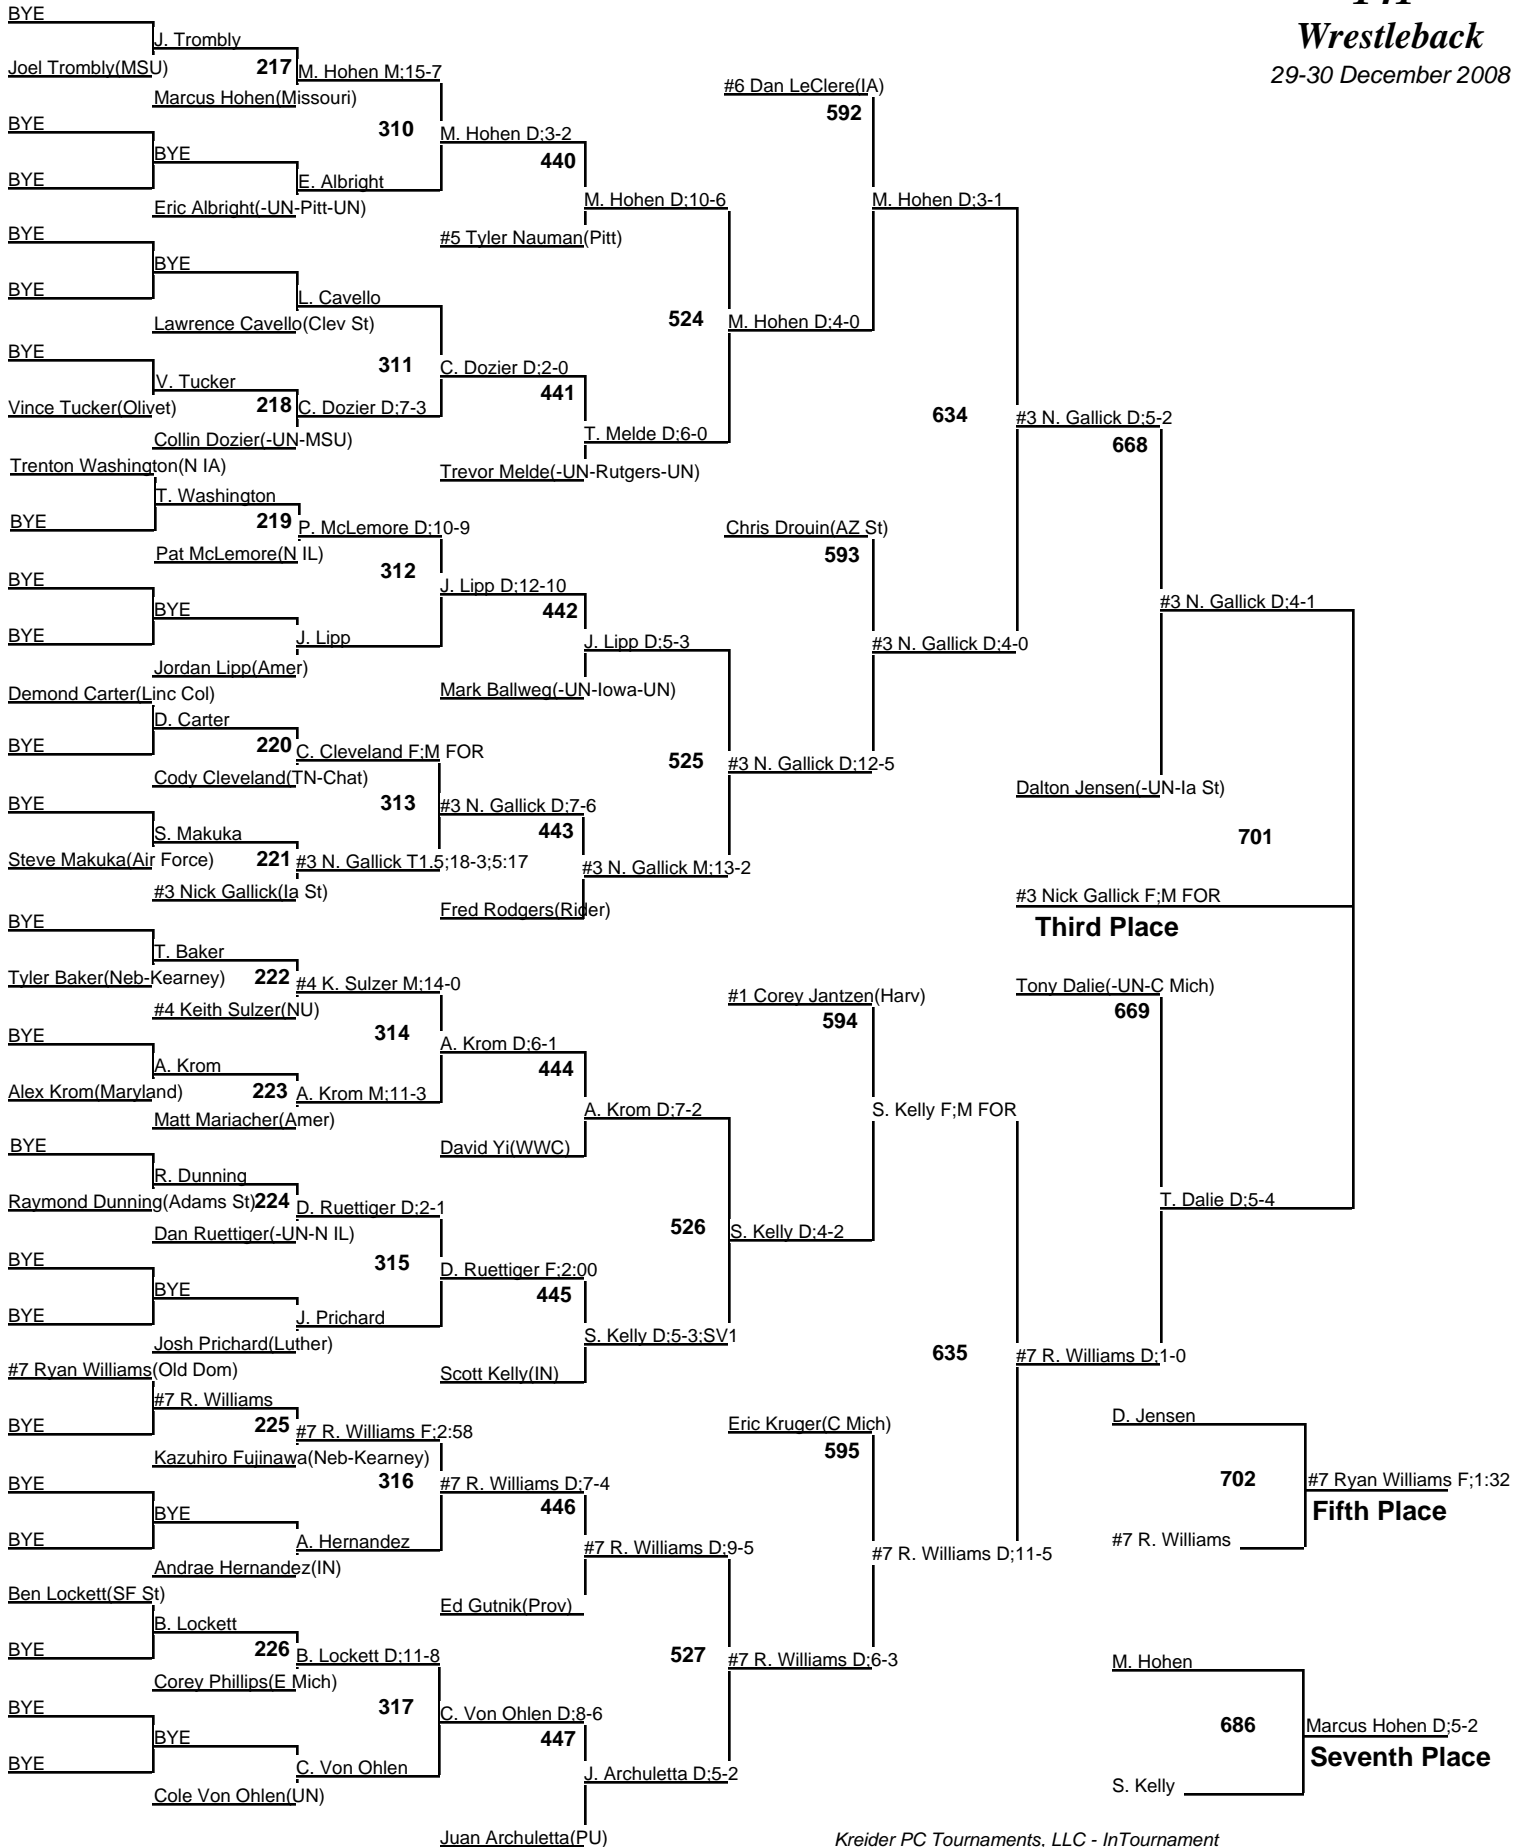 Wrestleback
29-30 December 2008
BYE
J. Trombly
Joel Trombly(MSU)
217
M. Hohen M;15-7
Marcus Hohen(Missouri)
BYE
310
M. Hohen D;3-2
BYE
440
BYE
E. Albright
Eric Albright(-UN-Pitt-UN)
#6 Dan LeClere(IA)
592
M. Hohen D;10-6
M. Hohen D;3-1
BYE
#5 Tyler Nauman(Pitt)
BYE
BYE
L. Cavello
Lawrence Cavello(Clev St)
524
M. Hohen D;4-0
BYE
311
C. Dozier D;2-0
V. Tucker
441
Vince Tucker(Olivet)
218
C. Dozier D;7-3
634
#3 N. Gallick D;5-2
Collin Dozier(-UN-MSU)
T. Melde D;6-0
668
Trenton Washington(N IA)
Trevor Melde(-UN-Rutgers-UN)
T. Washington
BYE
219
P. McLemore D;10-9
Chris Drouin(AZ St)
Pat McLemore(N IL)
593
312
BYE
J. Lipp D;12-10
BYE
442
#3 N. Gallick D;4-1
BYE
J. Lipp
J. Lipp D;5-3
#3 N. Gallick D;4-0
Jordan Lipp(Amer)
Demond Carter(Linc Col)
Mark Ballweg(-UN-Iowa-UN)
D. Carter
BYE
220
C. Cleveland F;M FOR
525
#3 N. Gallick D;12-5
Cody Cleveland(TN-Chat)
Dalton Jensen(-UN-Ia St)
BYE
313
#3 N. Gallick D;7-6
S. Makuka
443
701
Steve Makuka(Air Force)
221
#3 N. Gallick T1.5;18-3;5:17
#3 N. Gallick M;13-2
#3 Nick Gallick(Ia St)
#3 Nick Gallick F;M FOR
Fred Rodgers(Rider)
Third Place
BYE
T. Baker
Tyler Baker(Neb-Kearney)
222
#4 K. Sulzer M;14-0
#1 Corey Jantzen(Harv)
Tony Dalie(-UN-C Mich)
#4 Keith Sulzer(NU)
594
669
BYE
314
A. Krom D;6-1
A. Krom
444
Alex Krom(Maryland)
223
A. Krom M;11-3
Matt Mariacher(Amer)
A. Krom D;7-2
S. Kelly F;M FOR
BYE
David Yi(WWC)
R. Dunning
Raymond Dunning(Adams St)
224
D. Ruettiger D;2-1
T. Dalie D;5-4
Dan Ruettiger(-UN-N IL)
526
S. Kelly D;4-2
BYE
315
D. Ruettiger F;2:00
BYE
445
BYE
J. Prichard
Josh Prichard(Luther)
S. Kelly D;5-3;SV1
635
#7 R. Williams D;1-0
#7 Ryan Williams(Old Dom)
Scott Kelly(IN)
#7 R. Williams
BYE
225
#7 R. Williams F;2:58
Eric Kruger(C Mich)
D. Jensen
Kazuhiro Fujinawa(Neb-Kearney)
595
BYE
316
#7 R. Williams D;7-4
702
#7 Ryan Williams F;1:32
BYE
446
Fifth Place
BYE
A. Hernandez
#7 R. Williams D;9-5
#7 R. Williams D;11-5
#7 R. Williams
Andrae Hernandez(IN)
Ben Lockett(SF St)
Ed Gutnik(Prov)
B. Lockett
BYE
226
B. Lockett D;11-8
527
#7 R. Williams D;6-3
M. Hohen
Corey Phillips(E Mich)
BYE
317
C. Von Ohlen D;8-6
686
Marcus Hohen D;5-2
BYE
447
Seventh Place
BYE
C. Von Ohlen
J. Archuletta D;5-2
S. Kelly
Cole Von Ohlen(UN)
Juan Archuletta(PU)
Kreider PC Tournaments, LLC - InTournament